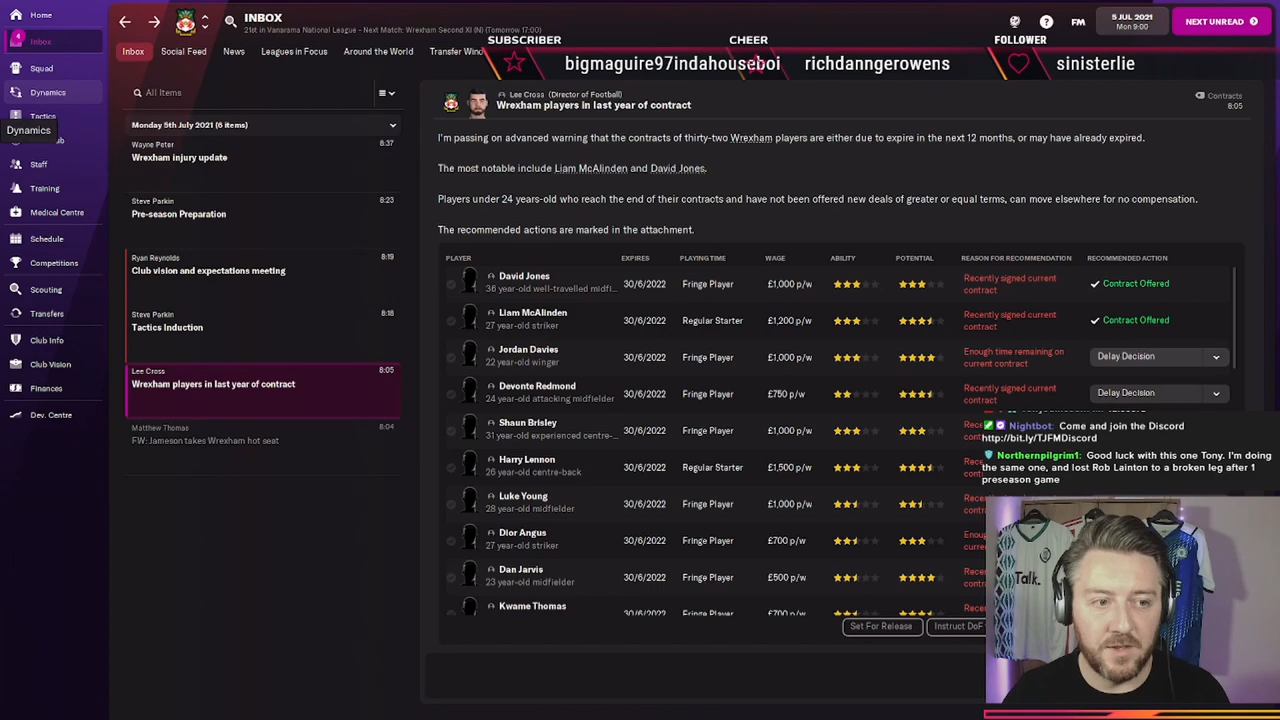 Home
INBOX
21st in Vanarama National League - Next Match: Wrexham Second XI (N) (Tomorrow 17:00)
FM
5 JUL 2021
Mon 9:00
NEXT UNREAD
4
Inbox
SUBSCRIBER
CHEER
FOLLOWER
Inbox
Social Feed
News
Leagues in Focus
Around the World
Transfer Wind
bigmaguire97indahouseboi
richdanngerowens
sinisterlie
Squad
Dynamics
Tactics
Dynamics
Staff
Training
Medical Centre
Schedule
Competitions
Scouting
Transfers
Club Info
Club Vision
Finances
Dev. Centre
All Items
Monday 5th July 2021 (6 items)
Wayne Peter
8:37
Wrexham injury update
Steve Parkin
8:23
Pre-season Preparation
Ryan Reynolds
8:19
Club vision and expectations meeting
Steve Parkin
8:18
Tactics Induction
Lee Cross
8:05
Wrexham players in last year of contract
Matthew Thomas
8:04
FW: Jameson takes Wrexham hot seat
Lee Cross (Director of Football)
Contracts
Wrexham players in last year of contract
8:05
I'm passing on advanced warning that the contracts of thirty-two Wrexham players are either due to expire in the next 12 months, or may have already expired.
The most notable include Liam McAlinden and David Jones.
Players under 24 years-old who reach the end of their contracts and have not been offered new deals of greater or equal terms, can move elsewhere for no compensation.
The recommended actions are marked in the attachment.
PLAYER EXPIRES PLAYING TIME WAGE ABILITY POTENTIAL REASON FOR RECOMMENDATION RECOMMENDED ACTION
David Jones
36 year-old well-travelled midfi...
30/6/2022 Fringe Player £1,000 p/w
Recently signed current
contract
Contract Offered
Liam McAlinden
27 year-old striker
30/6/2022 Regular Starter £1,200 p/w
Recently signed current
contract
Contract Offered
Jordan Davies
22 year-old winger
30/6/2022 Fringe Player £1,000 p/w
Enough time remaining on
current contract
Delay Decision
Devonte Redmond
24 year-old attacking midfielder
30/6/2022 Fringe Player £750 p/w
Recently signed current
contract
Delay Decision
Shaun Brisley
31 year-old experienced centre-...
30/6/2022 Fringe Player £1,000 p/w
Harry Lennon
26 year-old centre-back
30/6/2022 Regular Starter £1,500 p/w
Luke Young
28 year-old midfielder
30/6/2022 Fringe Player £1,000 p/w
Dior Angus
27 year-old striker
30/6/2022 Fringe Player £700 p/w
Dan Jarvis
23 year-old midfielder
30/6/2022 Fringe Player £500 p/w
Kwame Thomas
30/6/2022 Fringe Player £700 p/w
Set For Release
Instruct DoF
Nightbot: Come and join the Discord
http://bit.ly/TJFMDiscord
Northernpilgrim1: Good luck with this one Tony. I'm doing
the same one, and lost Rob Lainton to a broken leg after 1
preseason game
Talk.